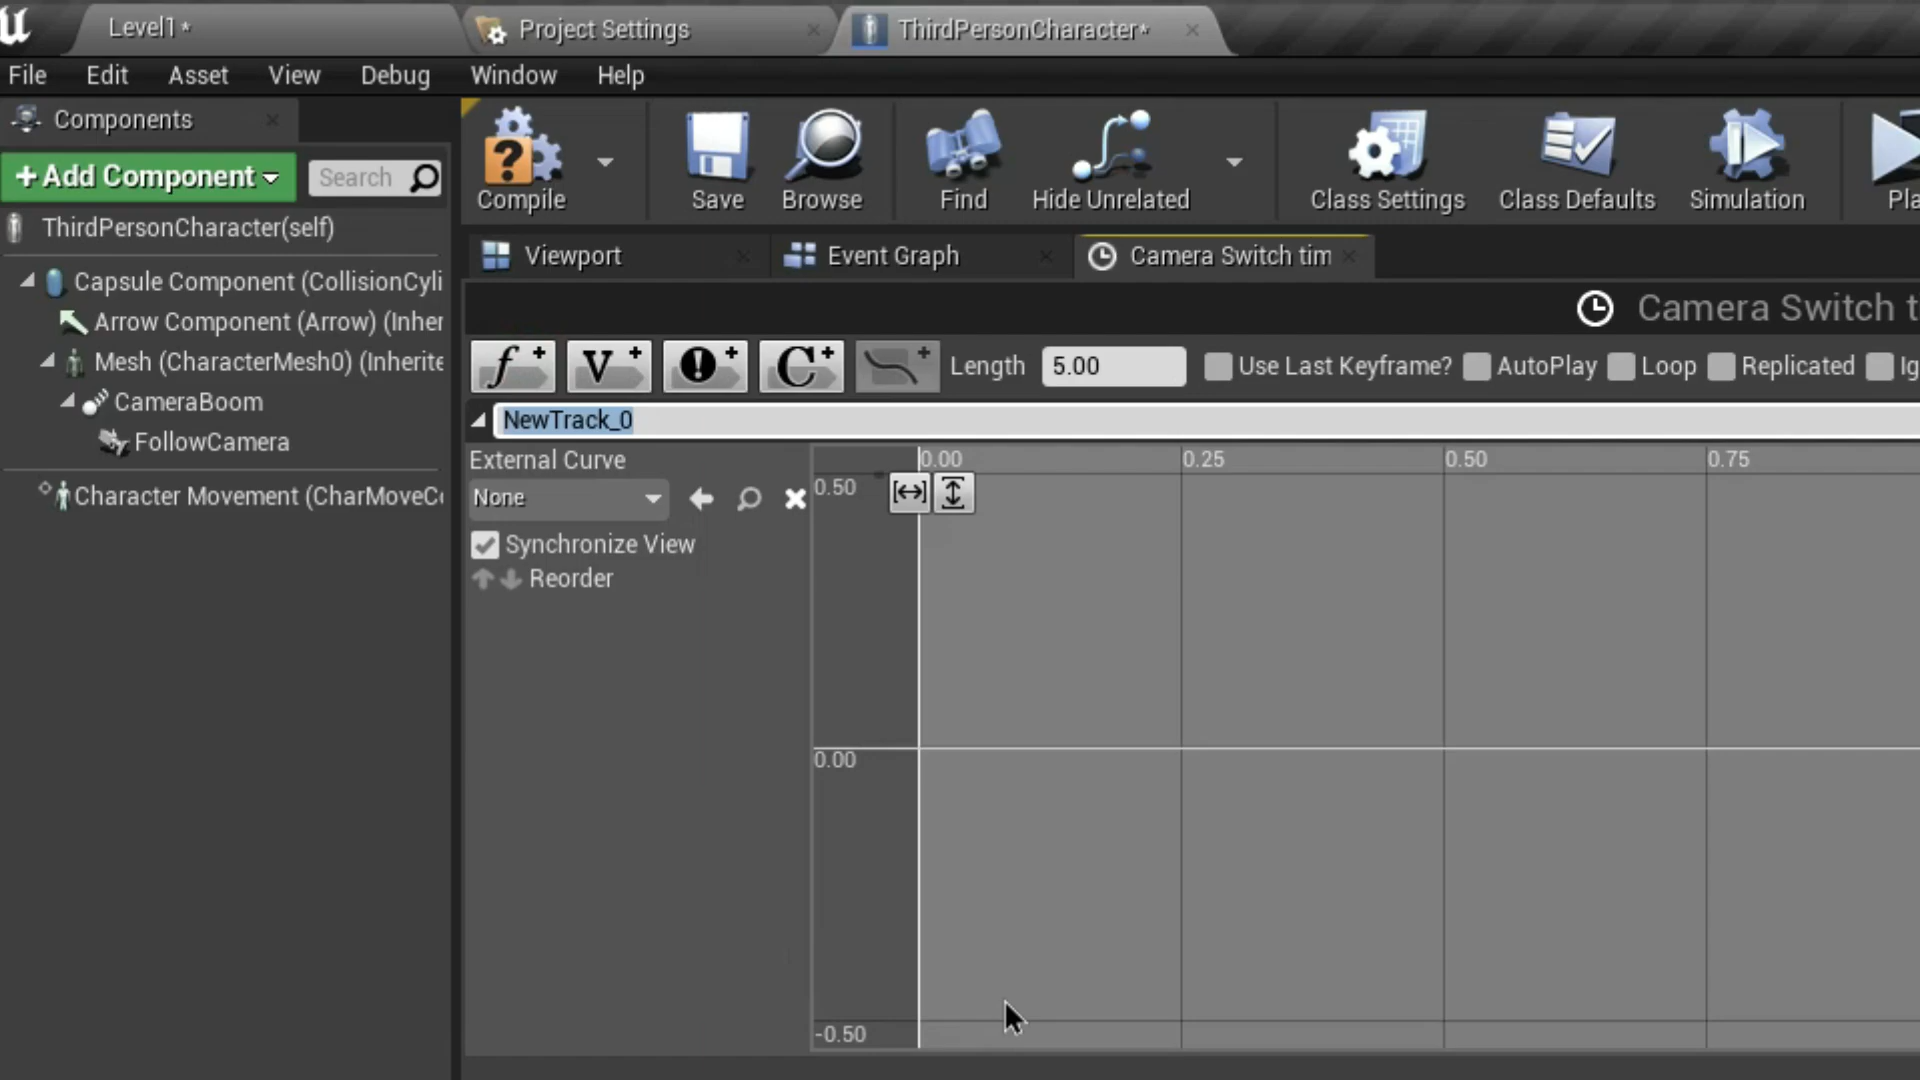 Level1*
Project Settings
ThirdPersonCharacter*
File Edit Asset View Debug Window Help
Components
+Add Component
Search
ThirdPersonCharacter(self)
Capsule Component (CollisionCyli
Arrow Component (Arrow) (Inher
Mesh (CharacterMesh0) (Inherite
CameraBoom
FollowCamera
Character Movement (CharMoveCo
Compile
Save
Browse
Find
Hide Unrelated
Class Settings
Class Defaults
Simulation
Pla
Viewport
Event Graph
Camera Switch tim
Camera Switch t
f+ V+ !+ C+ Length 5.00 Use Last Keyframe? AutoPlay Loop Replicated Ig
NewTrack_0
External Curve
None
Synchronize View
Reorder
0.00 0.25 0.50 0.75
0.50
0.00
-0.50